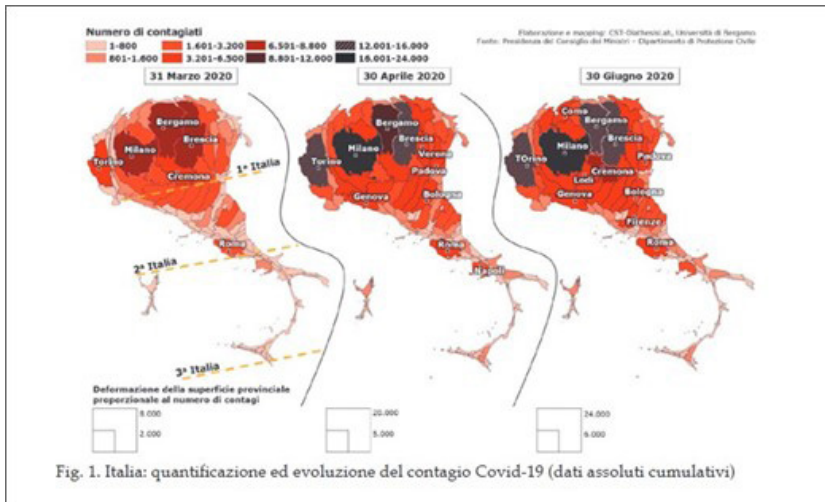 Numero di contagiati
1-800
1.601-3.200
6.501-8.800
12.001-16.000
801-1.600
3.201-6.500
8.801-12.000
16.001-24.000
Elaborazione e mapping: CST-DiathesisLab, Università di Bergamo
Fonte: Presidenza del Consiglio dei Ministri - Dipartimento di Protezione Civile
31 Marzo 2020
30 Aprile 2020
30 Giugno 2020
Bergamo
Brescia
Milano
Torino
Cremona
1ª Italia
Roma
2ª Italia
3ª Italia
Bergamo
Brescia
Milano
Verona
Torino
Padova
Genova
Bologna
Roma
Napoli
Como
Bergamo
Milano
Brescia
Padova
TOrino
Cremona
Lodi
Genova
Bologna
Firenze
Roma
Deformazione della superficie provinciale
proporzionale al numero di contagi
8.000
2.000
20.000
5.000
24.000
6.000
Fig. 1. Italia: quantificazione ed evoluzione del contagio Covid-19 (dati assoluti cumulativi)